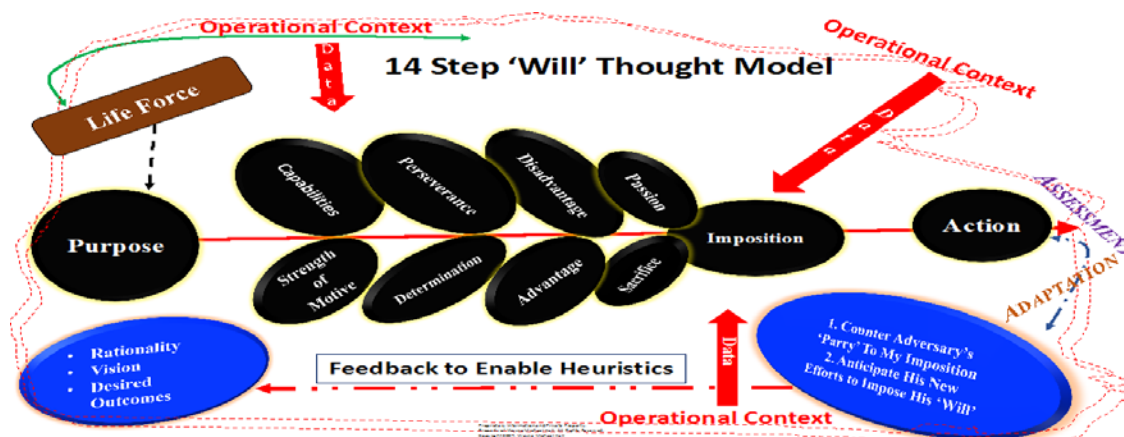 Operational Context
Data
14 Step ‘Will’ Thought Model
Operational Context
Data
Life Force
Capabilities
Perseverance
Disadvantage
Passion
Purpose
Imposition
Action
ASSESSMENT
Strength
of
Motive
Determination
Advantage
Sacrifice
ADAPTATION
• Rationality
• Vision
• Desired
Outcomes
Feedback to Enable Heuristics
Data
1. Counter Adversary’s
‘Parry’ To My Imposition
2. Anticipate His New
Efforts to Impose His ‘Will’
Operational Context